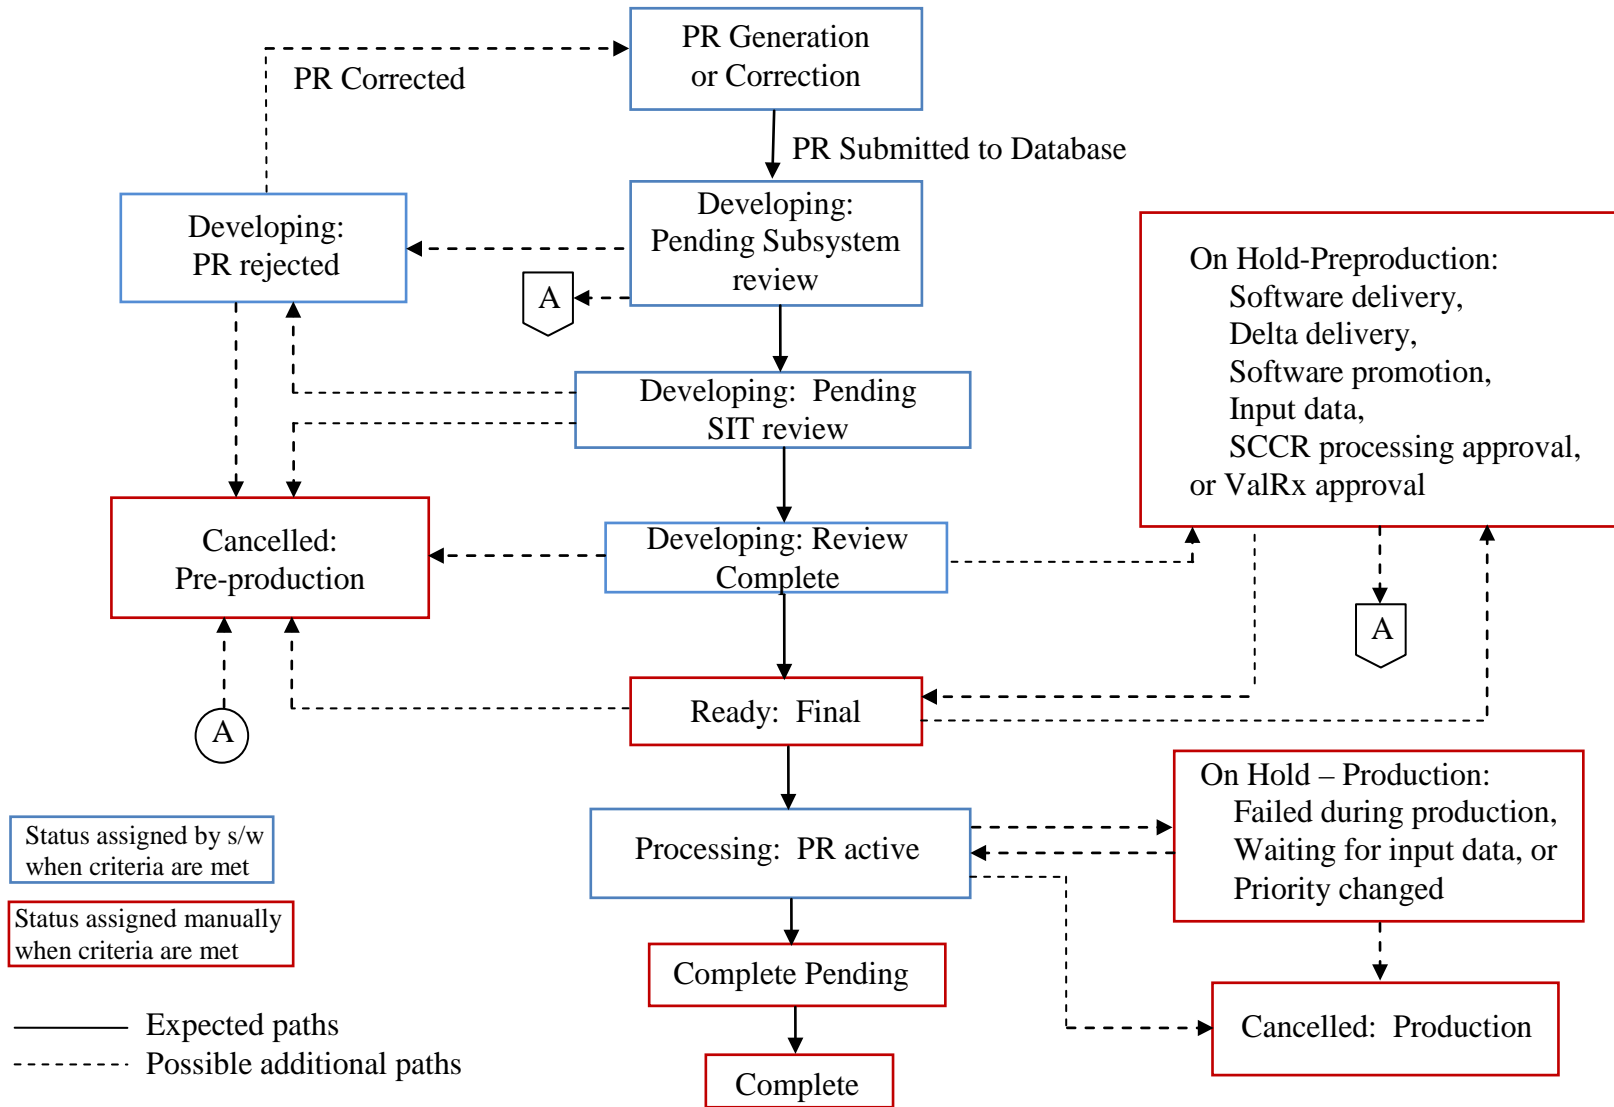 PR Generation
or Correction
PR Corrected
PR Submitted to Database
Developing:
PR rejected
Developing:
Pending Subsystem
review
A
On Hold-Preproduction:
Software delivery,
Delta delivery,
Software promotion,
Input data,
SCCR processing approval,
or ValRx approval
Developing:  Pending
SIT review
Cancelled:
Pre-production
Developing: Review
Complete
A
A
Ready:  Final
On Hold – Production:
Failed during production,
Waiting for input data, or
Priority changed
Processing:  PR active
Status assigned by s/w
when criteria are met
Status assigned manually
when criteria are met
Complete Pending
Cancelled:  Production
Expected paths
Possible additional paths
Complete